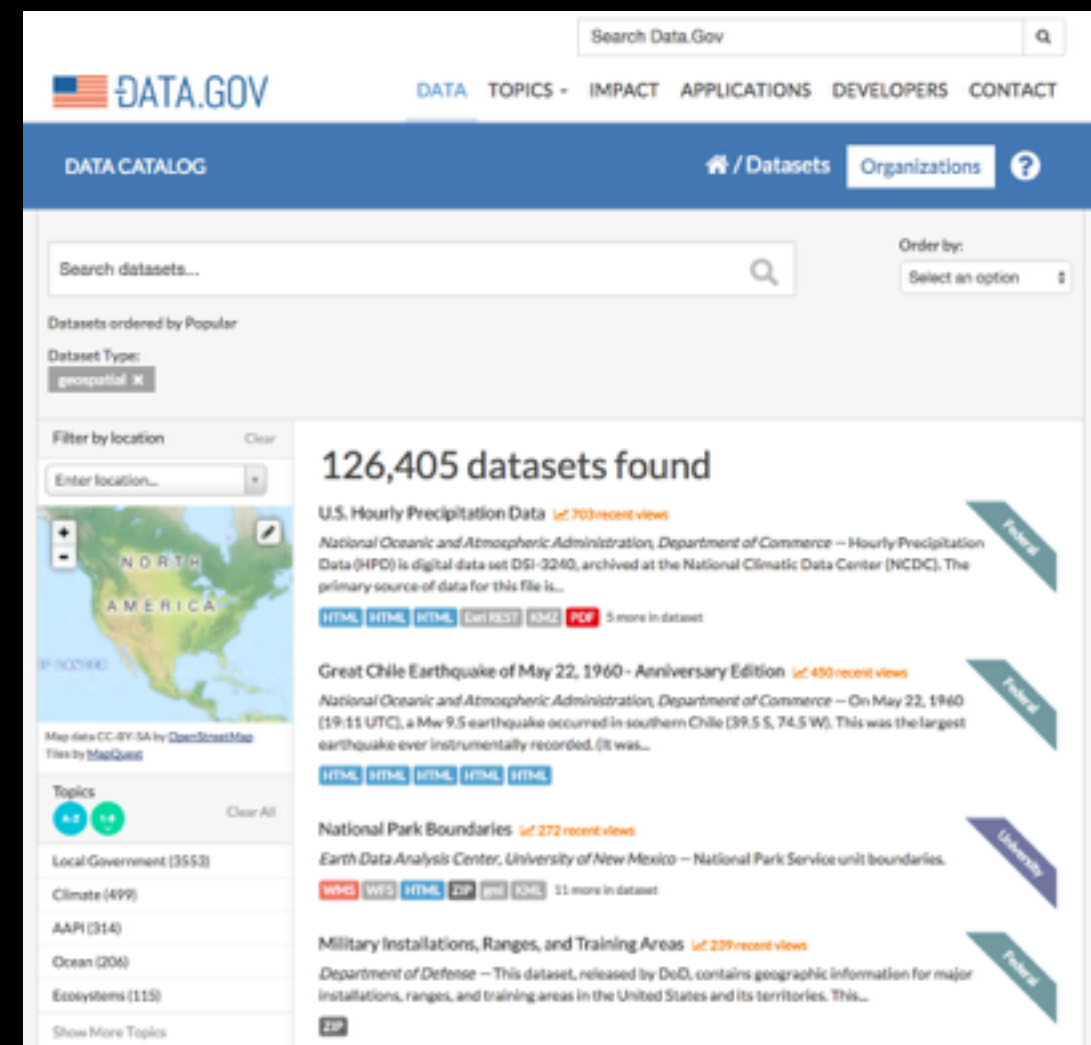 Search Data.Gov
DATA.GOV
DATA TOPICS IMPACT APPLICATIONS DEVELOPERS CONTACT
DATA CATALOG
/ Datasets Organizations ?
Order by:
Search datasets...
Select an option
Datasets ordered by Popular
Dataset Type:
geospatial x
Filter by location Clear
Enter location...
+
-
NORTH
AMERICA
Map data CC-BY-SA by OpenStreetMap
Tiles by MapQuest
Topics
Clear All
A-Z
Local Government (3553)
Climate (499)
AAPI (314)
Ocean (206)
Ecosystems (115)
Show More Topics
126,405 datasets found
U.S. Hourly Precipitation Data 703 recent views
Federal
National Oceanic and Atmospheric Administration, Department of Commerce — Hourly Precipitation
Data (HPD) is digital data set DSI-3240, archived at the National Climatic Data Center (NCDC). The
primary source of data for this file is...
HTML HTML HTML Esri REST KMZ PDF 5 more in dataset
Great Chile Earthquake of May 22, 1960 - Anniversary Edition 450 recent views
Federal
National Oceanic and Atmospheric Administration, Department of Commerce — On May 22, 1960
(19:11 UTC), a Mw 9.5 earthquake occurred in southern Chile (39.5 S, 74.5 W). This was the largest
earthquake ever instrumentally recorded. (It was...
HTML HTML HTML HTML HTML
National Park Boundaries 272 recent views
University
Earth Data Analysis Center, University of New Mexico — National Park Service unit boundaries.
WMS WFS HTML ZIP gml KML 11 more in dataset
Military Installations, Ranges, and Training Areas 239 recent views
Federal
Department of Defense — This dataset, released by DoD, contains geographic information for major
installations, ranges, and training areas in the United States and its territories. This...
ZIP